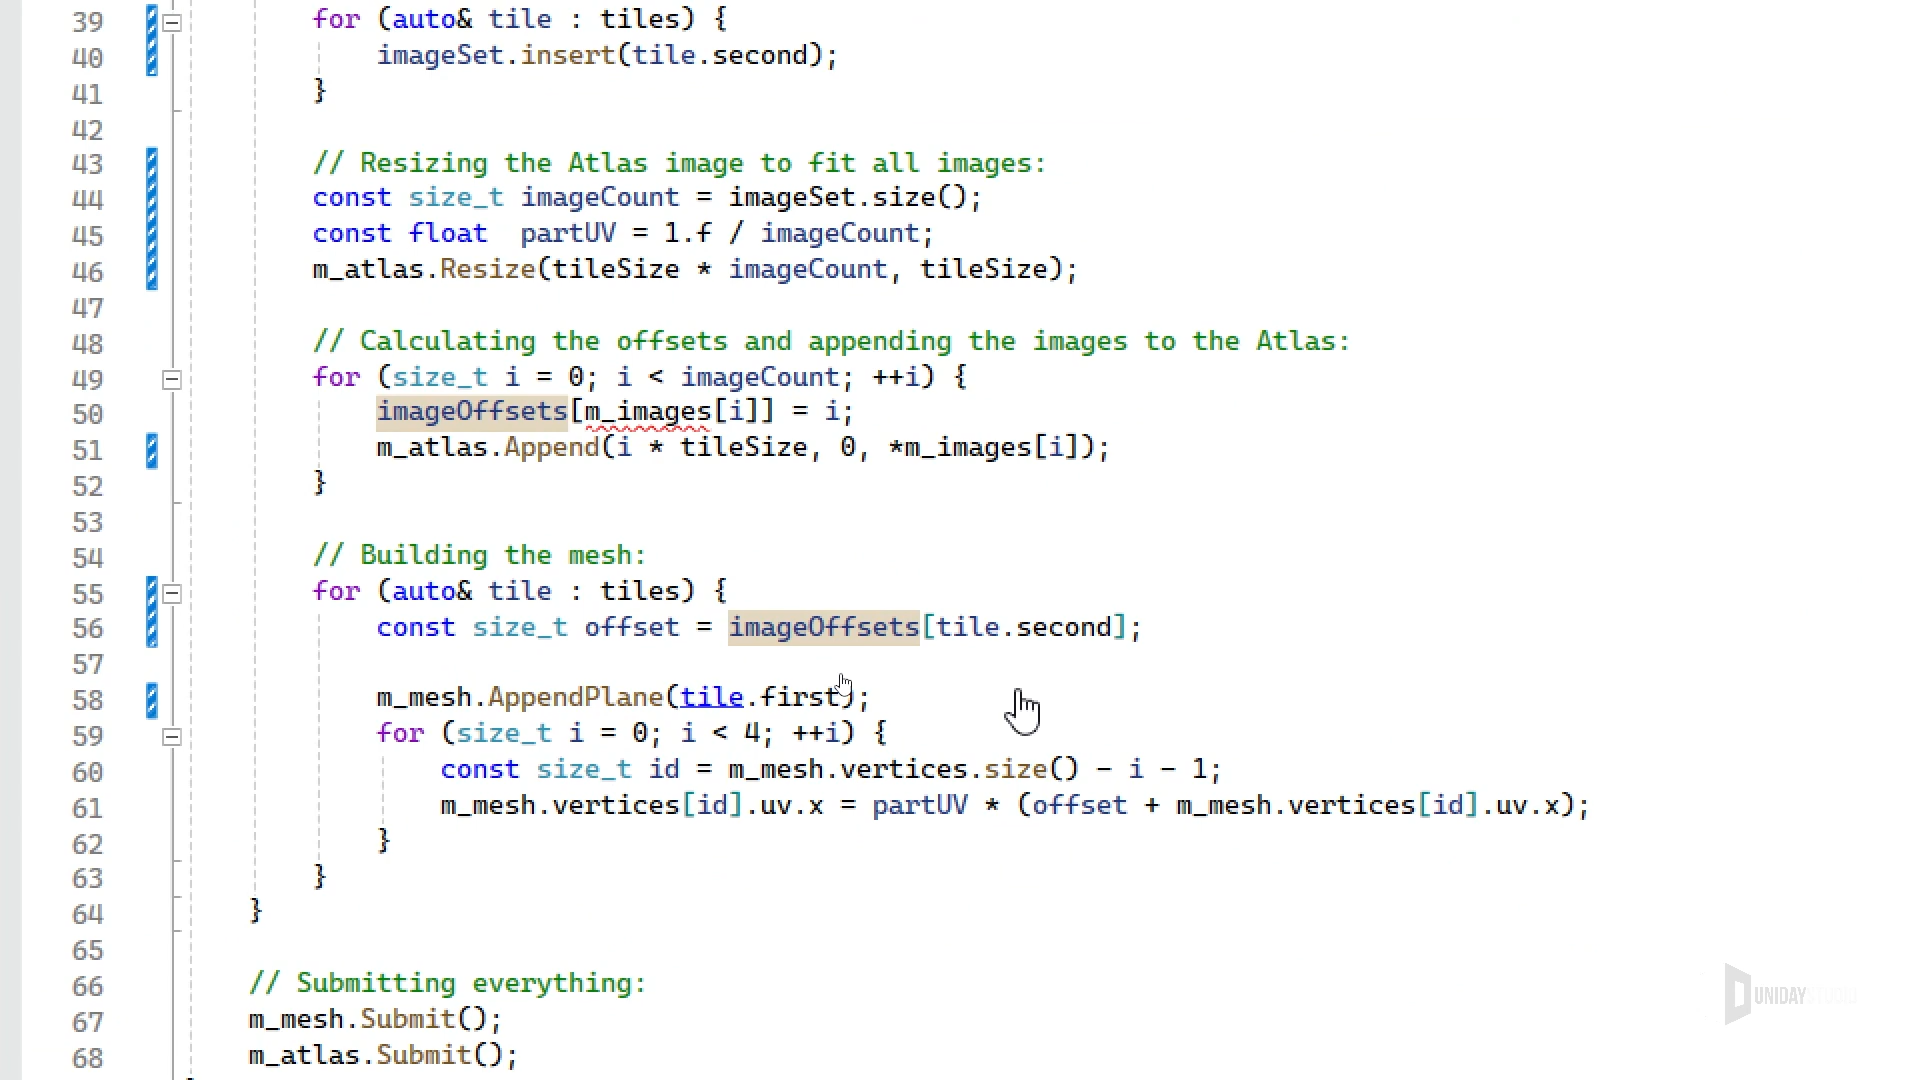 39 for (auto& tile : tiles) {
40 imageSet.insert(tile.second);
41 }
42
43 // Resizing the Atlas image to fit all images:
44 const size_t imageCount = imageSet.size();
45 const float  partUV = 1.f / imageCount;
46 m_atlas.Resize(tileSize * imageCount, tileSize);
47
48 // Calculating the offsets and appending the images to the Atlas:
49 for (size_t i = 0; i < imageCount; ++i) {
50 imageOffsets[m_images[i]] = i;
51 m_atlas.Append(i * tileSize, 0, *m_images[i]);
52 }
53
54 // Building the mesh:
55 for (auto& tile : tiles) {
56 const size_t offset = imageOffsets[tile.second];
57
58 m_mesh.AppendPlane(tile.first);
59 for (size_t i = 0; i < 4; ++i) {
60 const size_t id = m_mesh.vertices.size() - i - 1;
61 m_mesh.vertices[id].uv.x = partUV * (offset + m_mesh.vertices[id].uv.x);
62 }
63 }
64 }
65
66 // Submitting everything:
67 m_mesh.Submit();
68 m_atlas.Submit();
UNIDAY